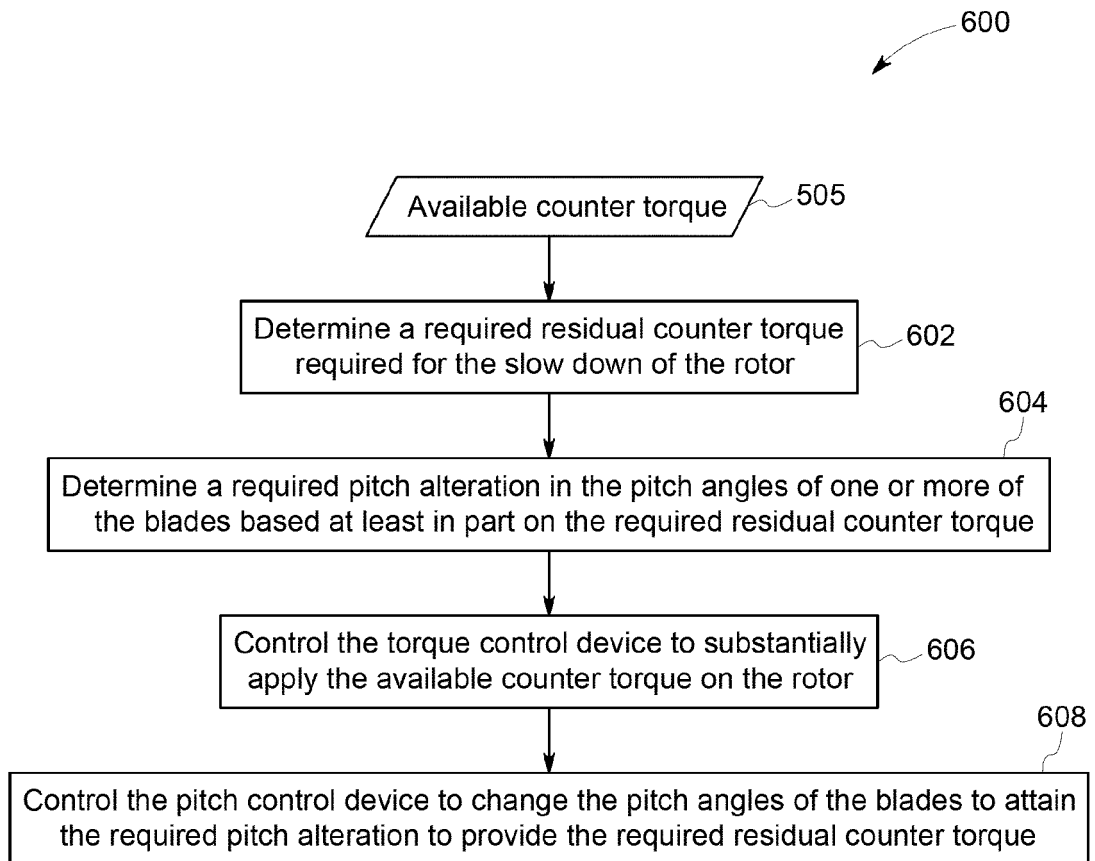 600
Available counter torque
505
Determine a required residual counter torque
required for the slow down of the rotor
602
604
Determine a required pitch alteration in the pitch angles of one or more of
the blades based at least in part on the required residual counter torque
Control the torque control device to substantially
apply the available counter torque on the rotor
606
608
Control the pitch control device to change the pitch angles of the blades to attain
the required pitch alteration to provide the required residual counter torque